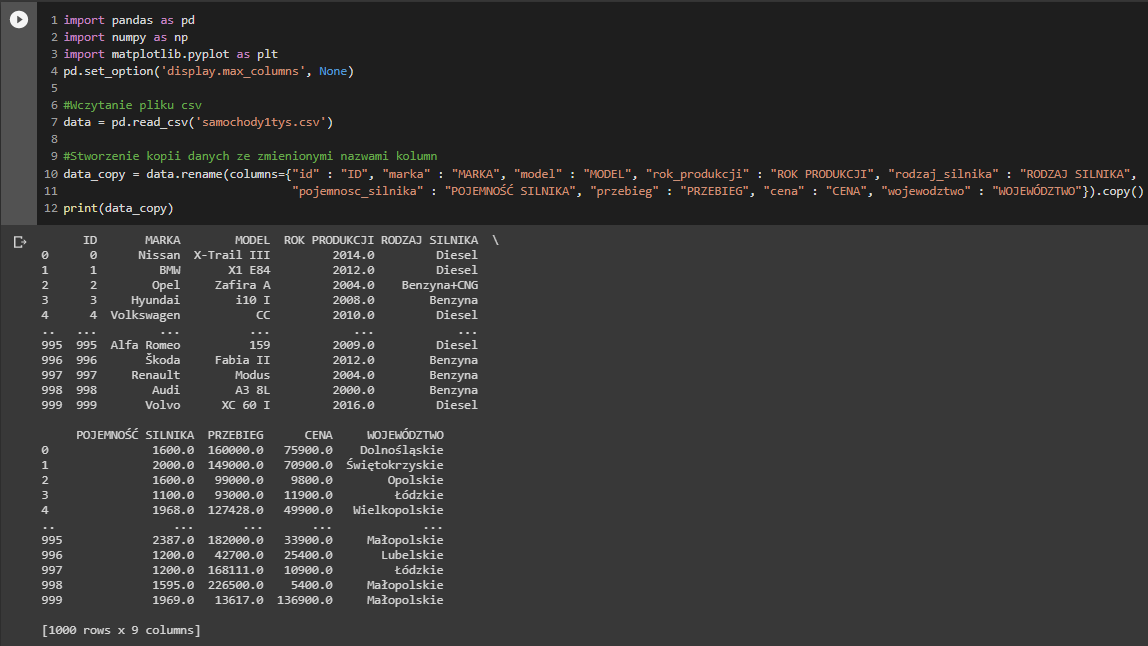 1 import pandas as pd
2 import numpy as np
3 import matplotlib.pyplot as plt
4 pd.set_option('display.max_columns', None)
5
6 #Wczytanie pliku csv
7 data = pd.read_csv('samochody1tys.csv')
8
9 #Stworzenie kopii danych ze zmienionymi nazwami kolumn
10 data_copy = data.rename(columns={"id" : "ID", "marka" : "MARKA", "model" : "MODEL", "rok_produkcji" : "ROK PRODUKCJI", "rodzaj_silnika" : "RODZAJ SILNIKA",
11 "pojemnosc_silnika" : "POJEMNOŚĆ SILNIKA", "przebieg" : "PRZEBIEG", "cena" : "CENA", "wojewodztwo" : "WOJEWÓDZTWO"}).copy()
12 print(data_copy)
ID MARKA MODEL ROK PRODUKCJI RODZAJ SILNIKA \
0 0 Nissan X-Trail III 2014.0 Diesel
1 1 BMW X1 E84 2012.0 Diesel
2 2 Opel Zafira A 2004.0 Benzyna+CNG
3 3 Hyundai i10 I 2008.0 Benzyna
4 4 Volkswagen CC 2010.0 Diesel
.. ... ... ... ... ...
995 995 Alfa Romeo 159 2009.0 Diesel
996 996 Škoda Fabia II 2012.0 Benzyna
997 997 Renault Modus 2004.0 Benzyna
998 998 Audi A3 8L 2000.0 Benzyna
999 999 Volvo XC 60 I 2016.0 Diesel
POJEMNOŚĆ SILNIKA PRZEBIEG CENA WOJEWÓDZTWO
0 1600.0 160000.0 75900.0 Dolnośląskie
1 2000.0 149000.0 70900.0 Świętokrzyskie
2 1600.0 99000.0 9800.0 Opolskie
3 1100.0 93000.0 11900.0 Łódzkie
4 1968.0 127428.0 49900.0 Wielkopolskie
.. ... ... ... ...
995 2387.0 182000.0 33900.0 Małopolskie
996 1200.0 42700.0 25400.0 Lubelskie
997 1200.0 168111.0 10900.0 Łódzkie
998 1595.0 226500.0 5400.0 Małopolskie
999 1969.0 13617.0 136900.0 Małopolskie
[1000 rows x 9 columns]